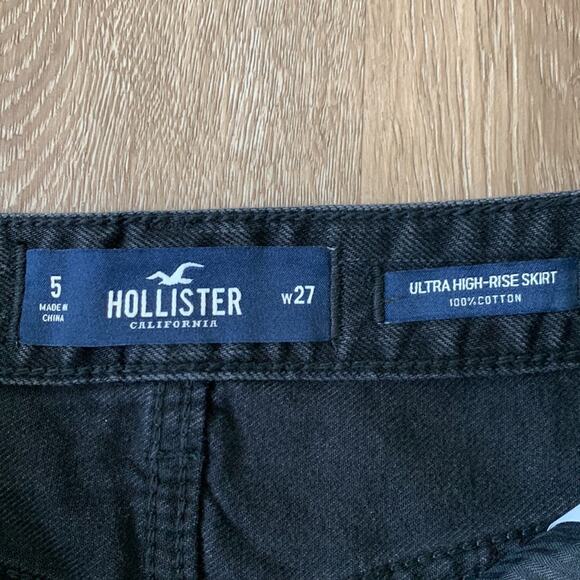 5
MADE IN
CHINA
HOLLISTER
CALIFORNIA
W27
ULTRA HIGH-RISE SKIRT
100% COTTON